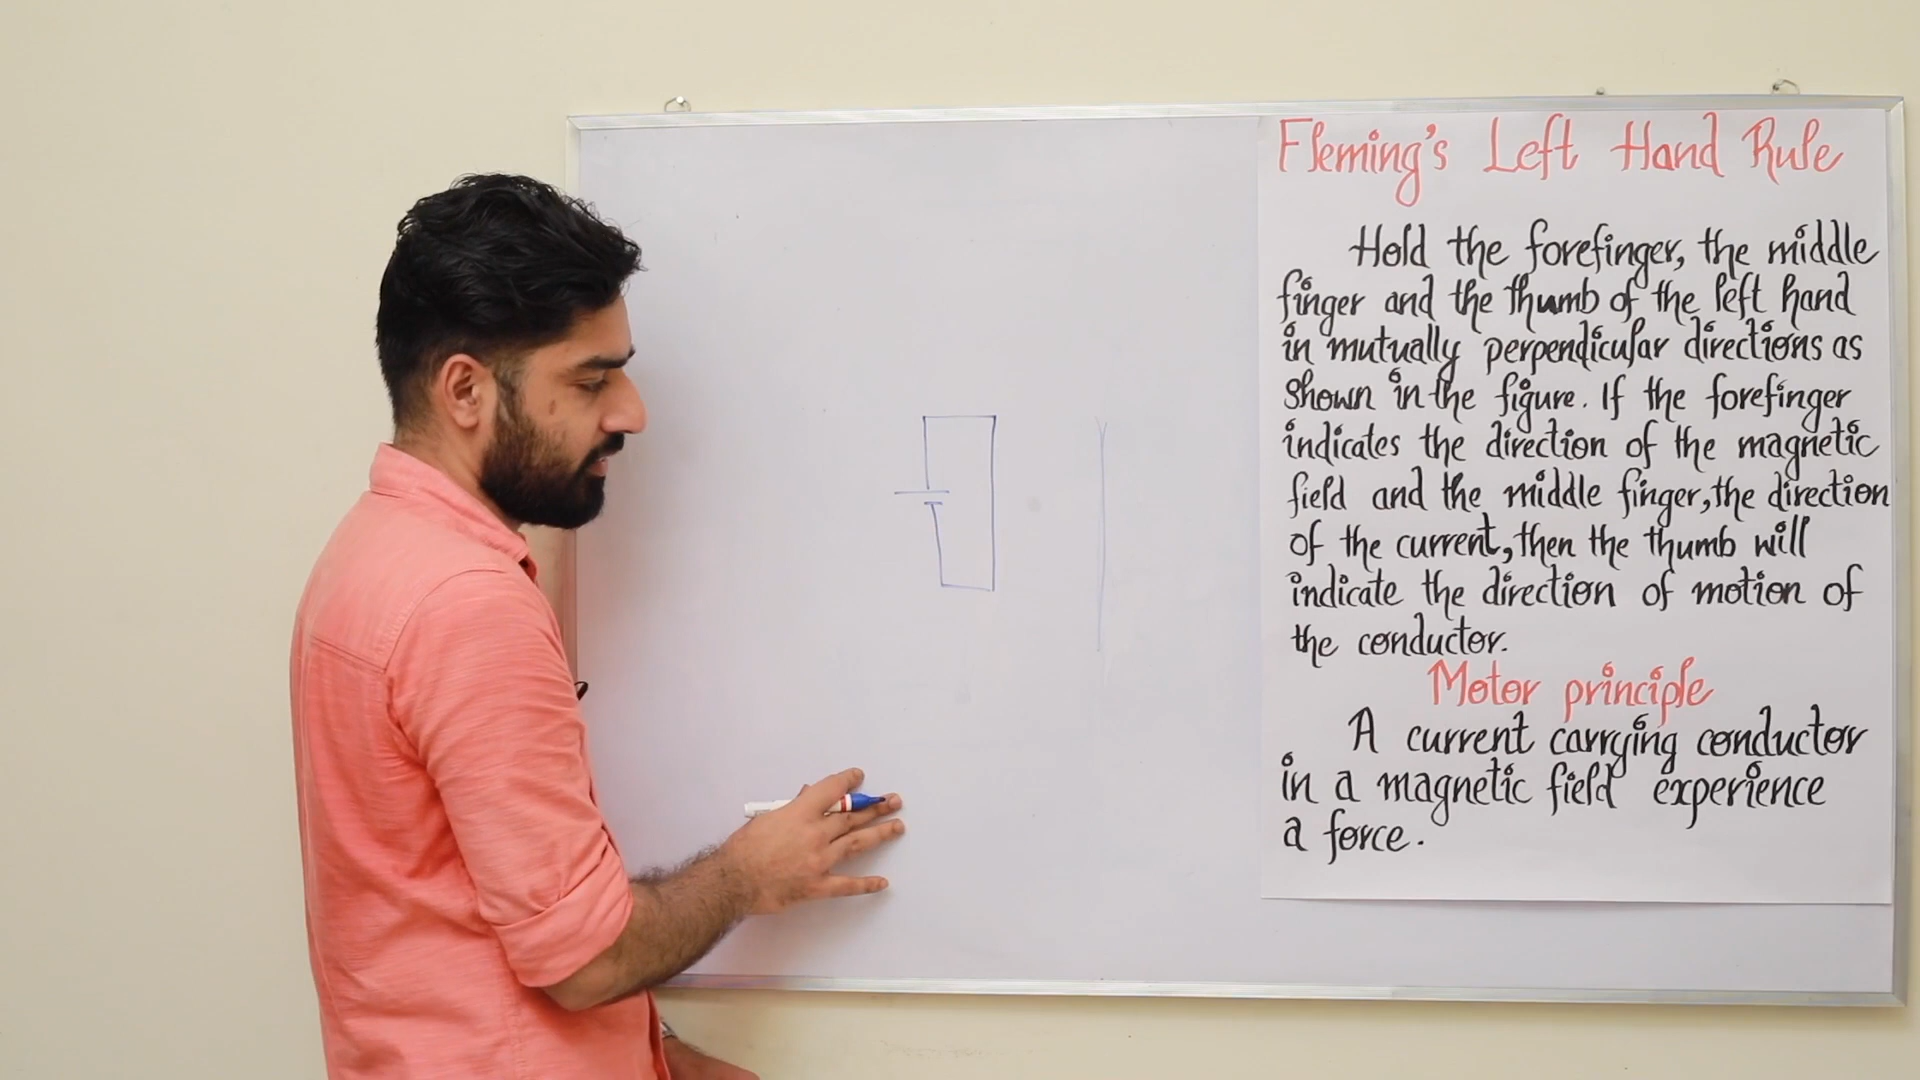 Fleming's Left Hand Rule
Hold the forefinger, the middle
finger and the thumb of the left hand
in mutually perpendicular directions as
shown in the figure. If the forefinger
indicates the direction of the magnetic
field and the middle finger, the direction
of the current, then the thumb will
indicate the direction of motion of
the conductor.
Motor principle
A current carrying conductor
in a magnetic field experience
a force.